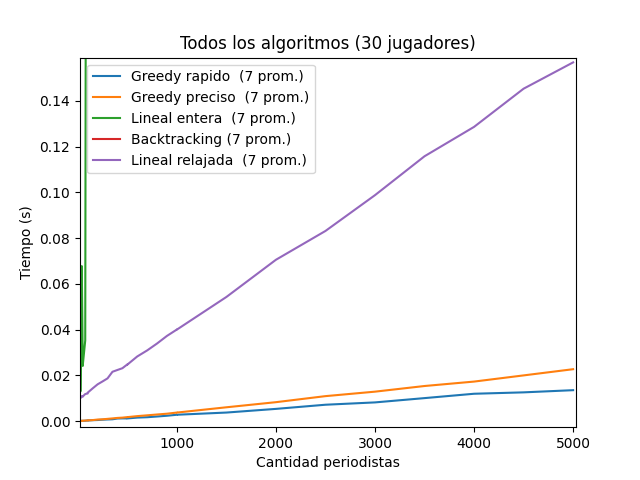 Todos los algoritmos (30 jugadores)
Greedy rapido  (7 prom.)
Greedy preciso  (7 prom.)
Lineal entera  (7 prom.)
Backtracking (7 prom.)
Lineal relajada  (7 prom.)
Tiempo (s)
0.14
0.12
0.10
0.08
0.06
0.04
0.02
0.00
1000 2000 3000 4000 5000
Cantidad periodistas